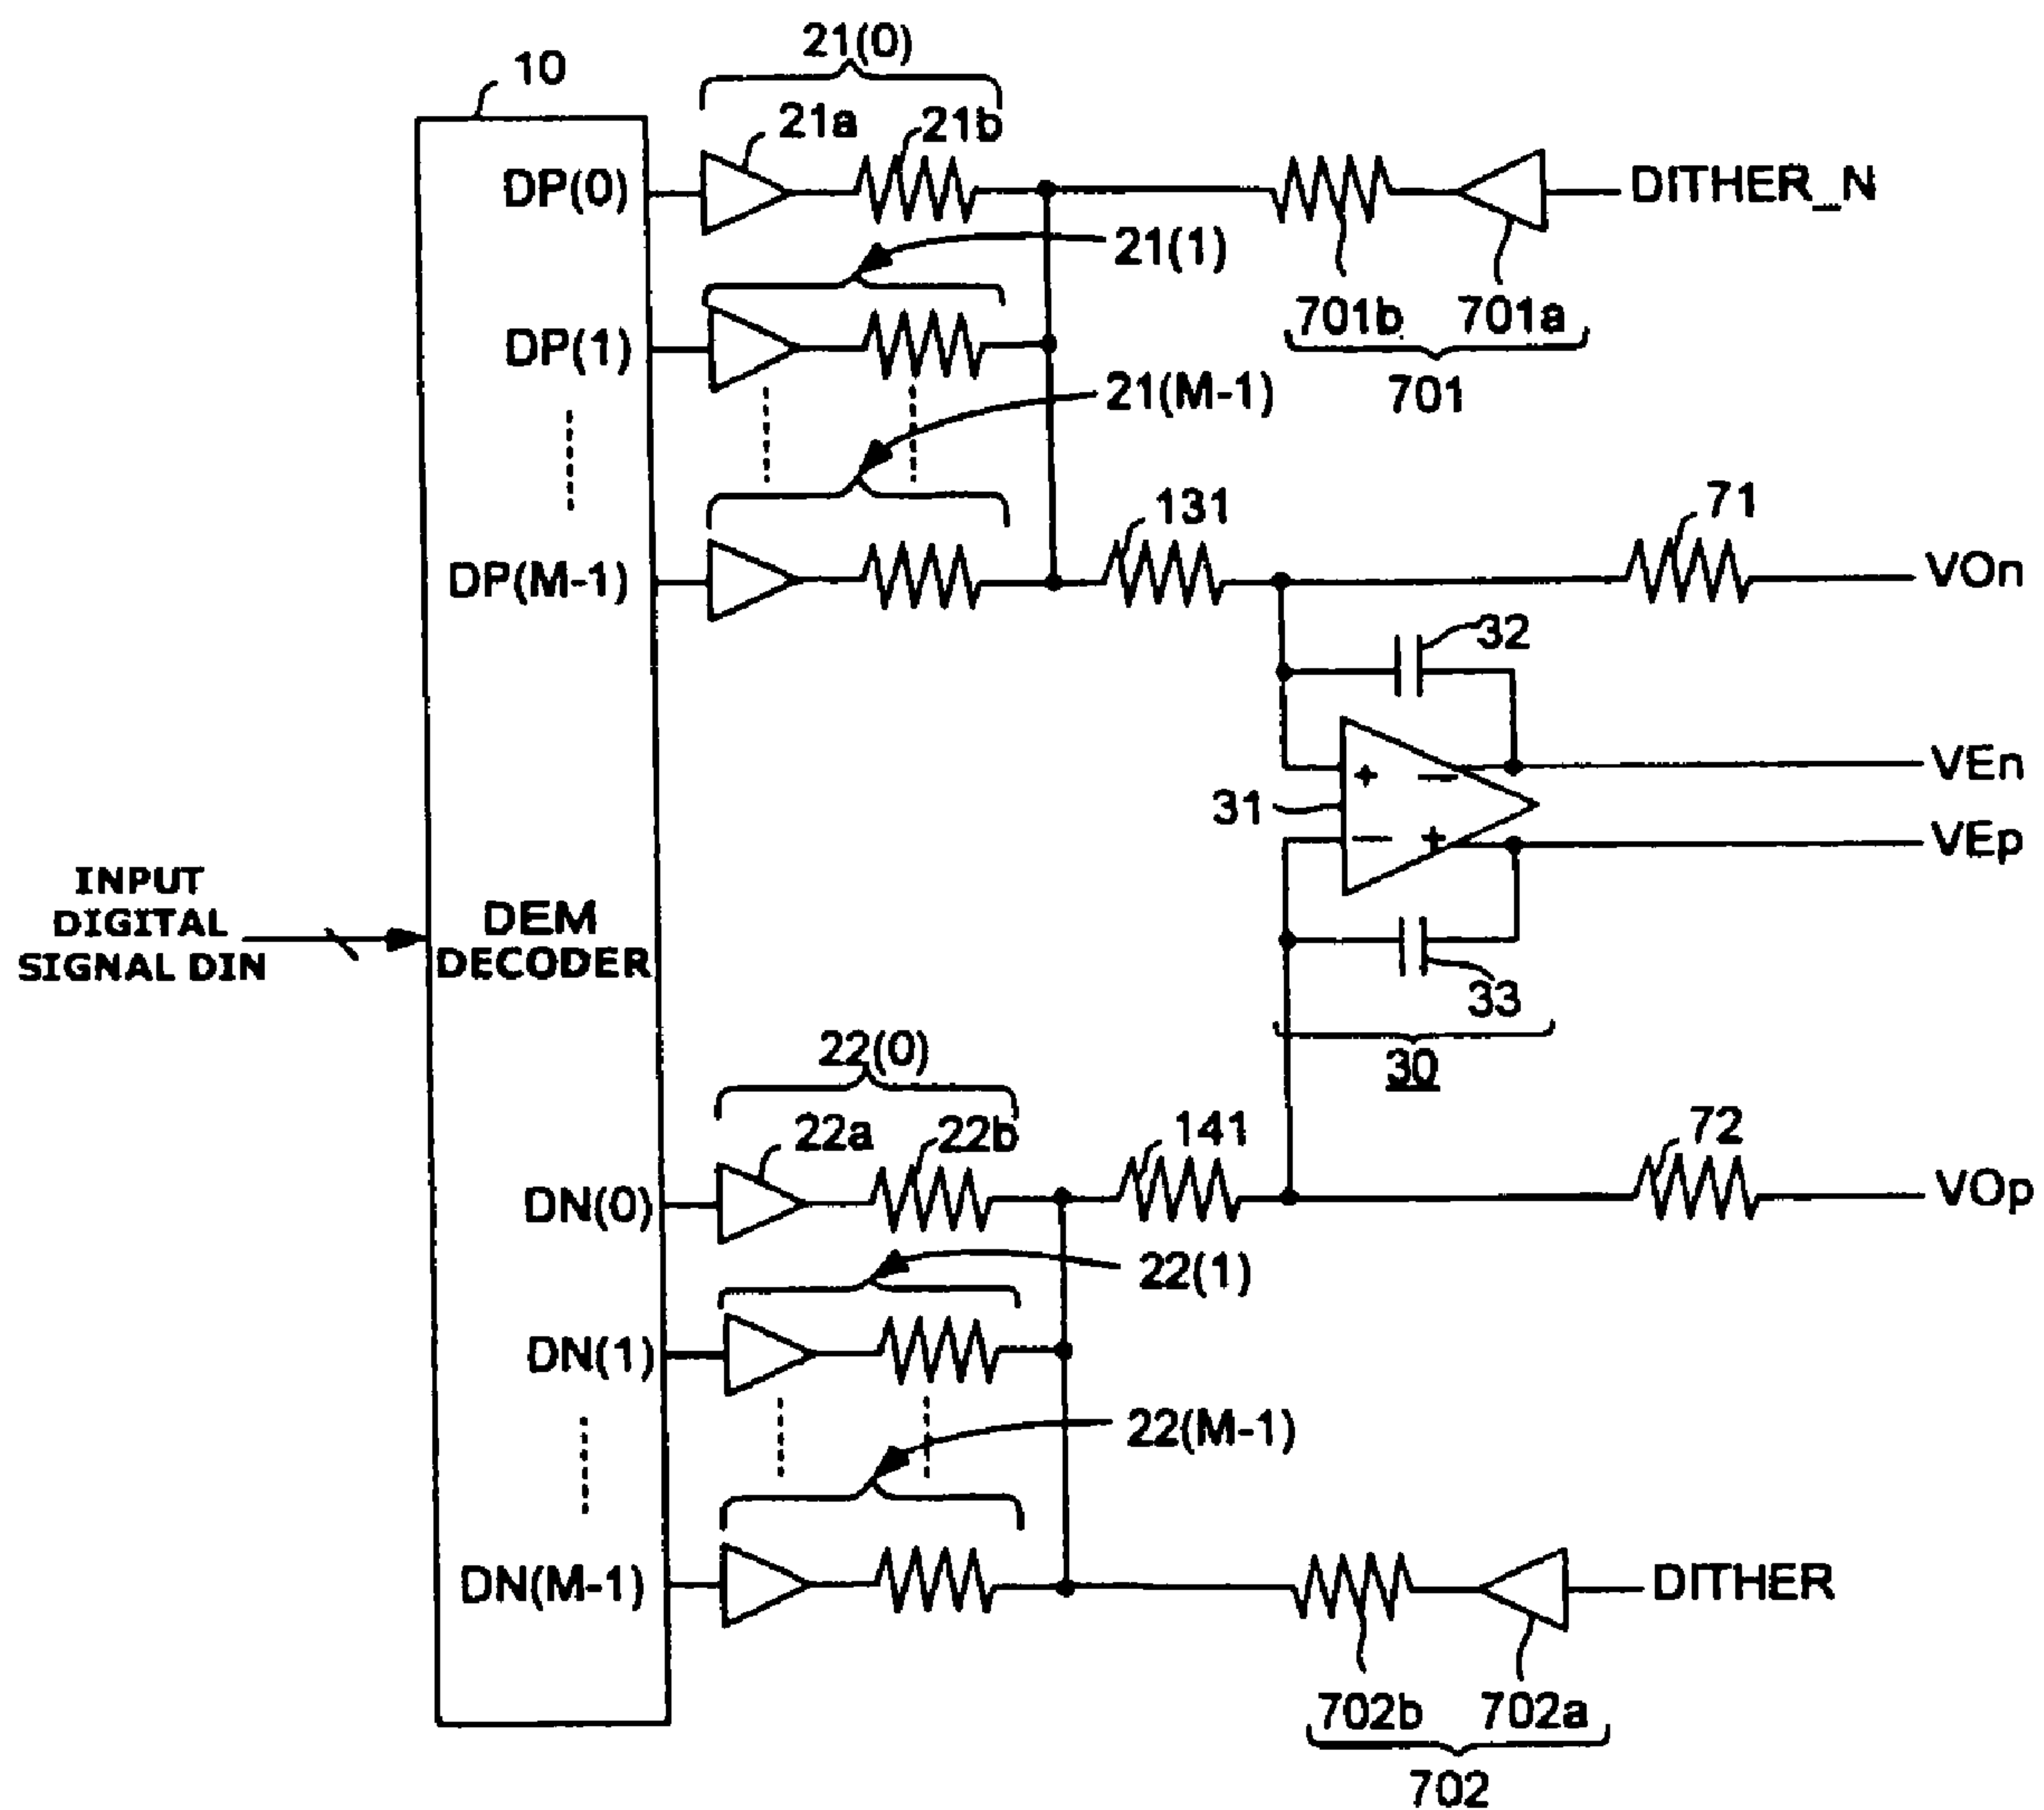 21(0)
10
21a
21b
DP(0)
DITHER_N
21(1)
701b
701a
DP(1)
701
21(M-1)
131
71
DP(M-1)
VOn
32
+
−
VEn
31
−
+
VEp
INPUT
DIGITAL
SIGNAL DIN
DEM
DECODER
33
30
22(0)
22a
22b
141
72
DN(0)
VOp
22(1)
DN(1)
22(M-1)
DN(M-1)
DITHER
702b
702a
702